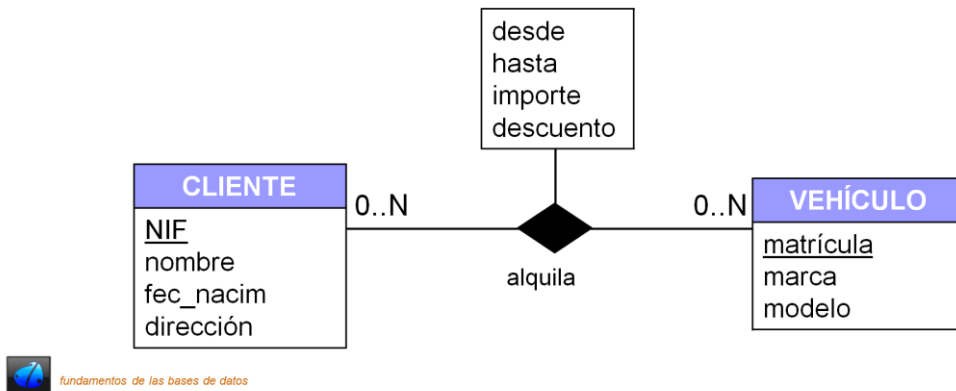 desde
hasta
importe
descuento
CLIENTE
NIF
nombre
fec_nacim
dirección
0..N
0..N
alquila
VEHÍCULO
matrícula
marca
modelo
fundamentos de las bases de datos